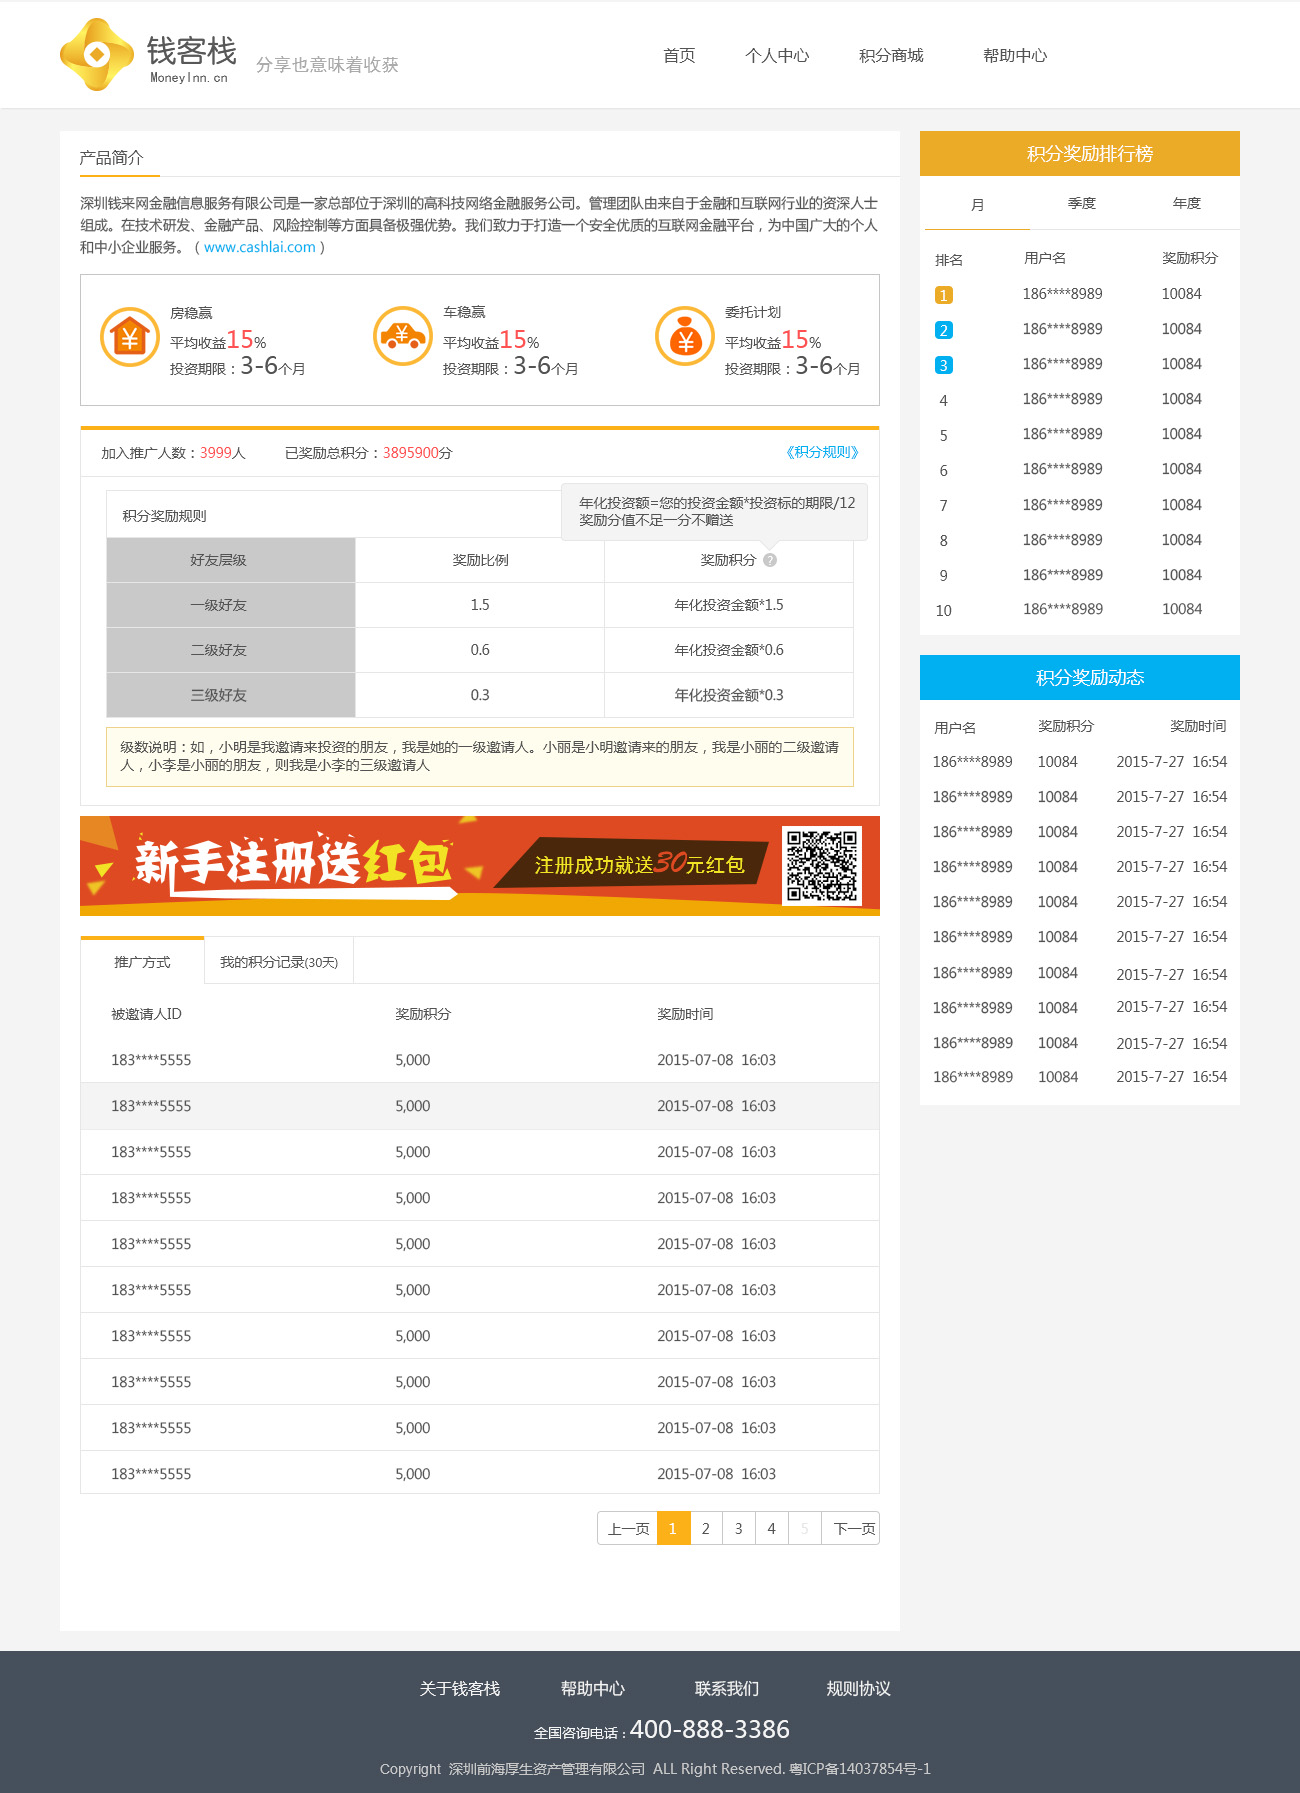 钱客栈
MoneyInn.cn
分享也意味着收获
首页 个人中心 积分商城 帮助中心
产品简介
深圳钱来网金融信息服务有限公司是一家总部位于深圳的高科技网络金融服务公司。管理团队由来自于金融和互联网行业的资深人士
组成。在技术研发、金融产品、风险控制等方面具备极强优势。我们致力于打造一个安全优质的互联网金融平台，为中国广大的个人
和中小企业服务。（www.cashlai.com）
房稳赢
平均收益15%
投资期限：3-6个月
车稳赢
平均收益15%
投资期限：3-6个月
委托计划
平均收益15%
投资期限：3-6个月
加入推广人数：3999人 已奖励总积分：3895900分 《积分规则》
积分奖励规则
年化投资额=您的投资金额*投资标的期限/12
奖励分值不足一分不赠送
好友层级 奖励比例 奖励积分 ?
一级好友 1.5 年化投资金额*1.5
二级好友 0.6 年化投资金额*0.6
三级好友 0.3 年化投资金额*0.3
级数说明：如，小明是我邀请来投资的朋友，我是她的一级邀请人。小丽是小明邀请来的朋友，我是小丽的二级邀请
人，小李是小丽的朋友，则我是小李的三级邀请人
新手注册送红包
注册成功就送30元红包
推广方式 我的积分记录(30天)
被邀请人ID 奖励积分 奖励时间
183****5555 5,000 2015-07-08 16:03
183****5555 5,000 2015-07-08 16:03
183****5555 5,000 2015-07-08 16:03
183****5555 5,000 2015-07-08 16:03
183****5555 5,000 2015-07-08 16:03
183****5555 5,000 2015-07-08 16:03
183****5555 5,000 2015-07-08 16:03
183****5555 5,000 2015-07-08 16:03
183****5555 5,000 2015-07-08 16:03
183****5555 5,000 2015-07-08 16:03
上一页 1 2 3 4 5 下一页
积分奖励排行榜
月 季度 年度
排名 用户名 奖励积分
1 186****8989 10084
2 186****8989 10084
3 186****8989 10084
4 186****8989 10084
5 186****8989 10084
6 186****8989 10084
7 186****8989 10084
8 186****8989 10084
9 186****8989 10084
10 186****8989 10084
积分奖励动态
用户名 奖励积分 奖励时间
186****8989 10084 2015-7-27 16:54
186****8989 10084 2015-7-27 16:54
186****8989 10084 2015-7-27 16:54
186****8989 10084 2015-7-27 16:54
186****8989 10084 2015-7-27 16:54
186****8989 10084 2015-7-27 16:54
186****8989 10084 2015-7-27 16:54
186****8989 10084 2015-7-27 16:54
186****8989 10084 2015-7-27 16:54
186****8989 10084 2015-7-27 16:54
关于钱客栈 帮助中心 联系我们 规则协议
全国咨询电话：400-888-3386
Copyright 深圳前海厚生资产管理有限公司 ALL Right Reserved. 粤ICP备14037854号-1